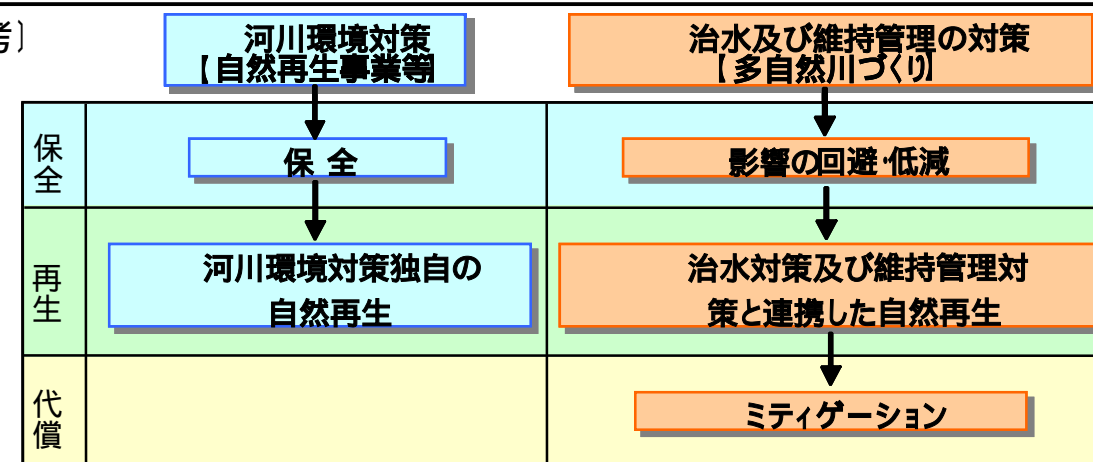 考〕
河川環境対策
【自然再生事業等】
治水及び維持管理の対策
【多自然川づくり】
保全
保 全
影響の回避・低減
再生
河川環境対策独自の
自然再生
治水対策及び維持管理対
策と連携した自然再生
代償
ミティゲーション